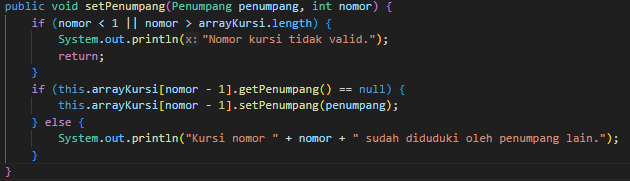 public void setPenumpang(Penumpang penumpang, int nomor) {
    if (nomor < 1 || nomor > arrayKursi.length) {
        System.out.println(x: "Nomor kursi tidak valid.");
        return;
    }
    if (this.arrayKursi[nomor - 1].getPenumpang() == null) {
        this.arrayKursi[nomor - 1].setPenumpang(penumpang);
    } else {
        System.out.println("Kursi nomor " + nomor + " sudah diduduki oleh penumpang lain.");
    }
}